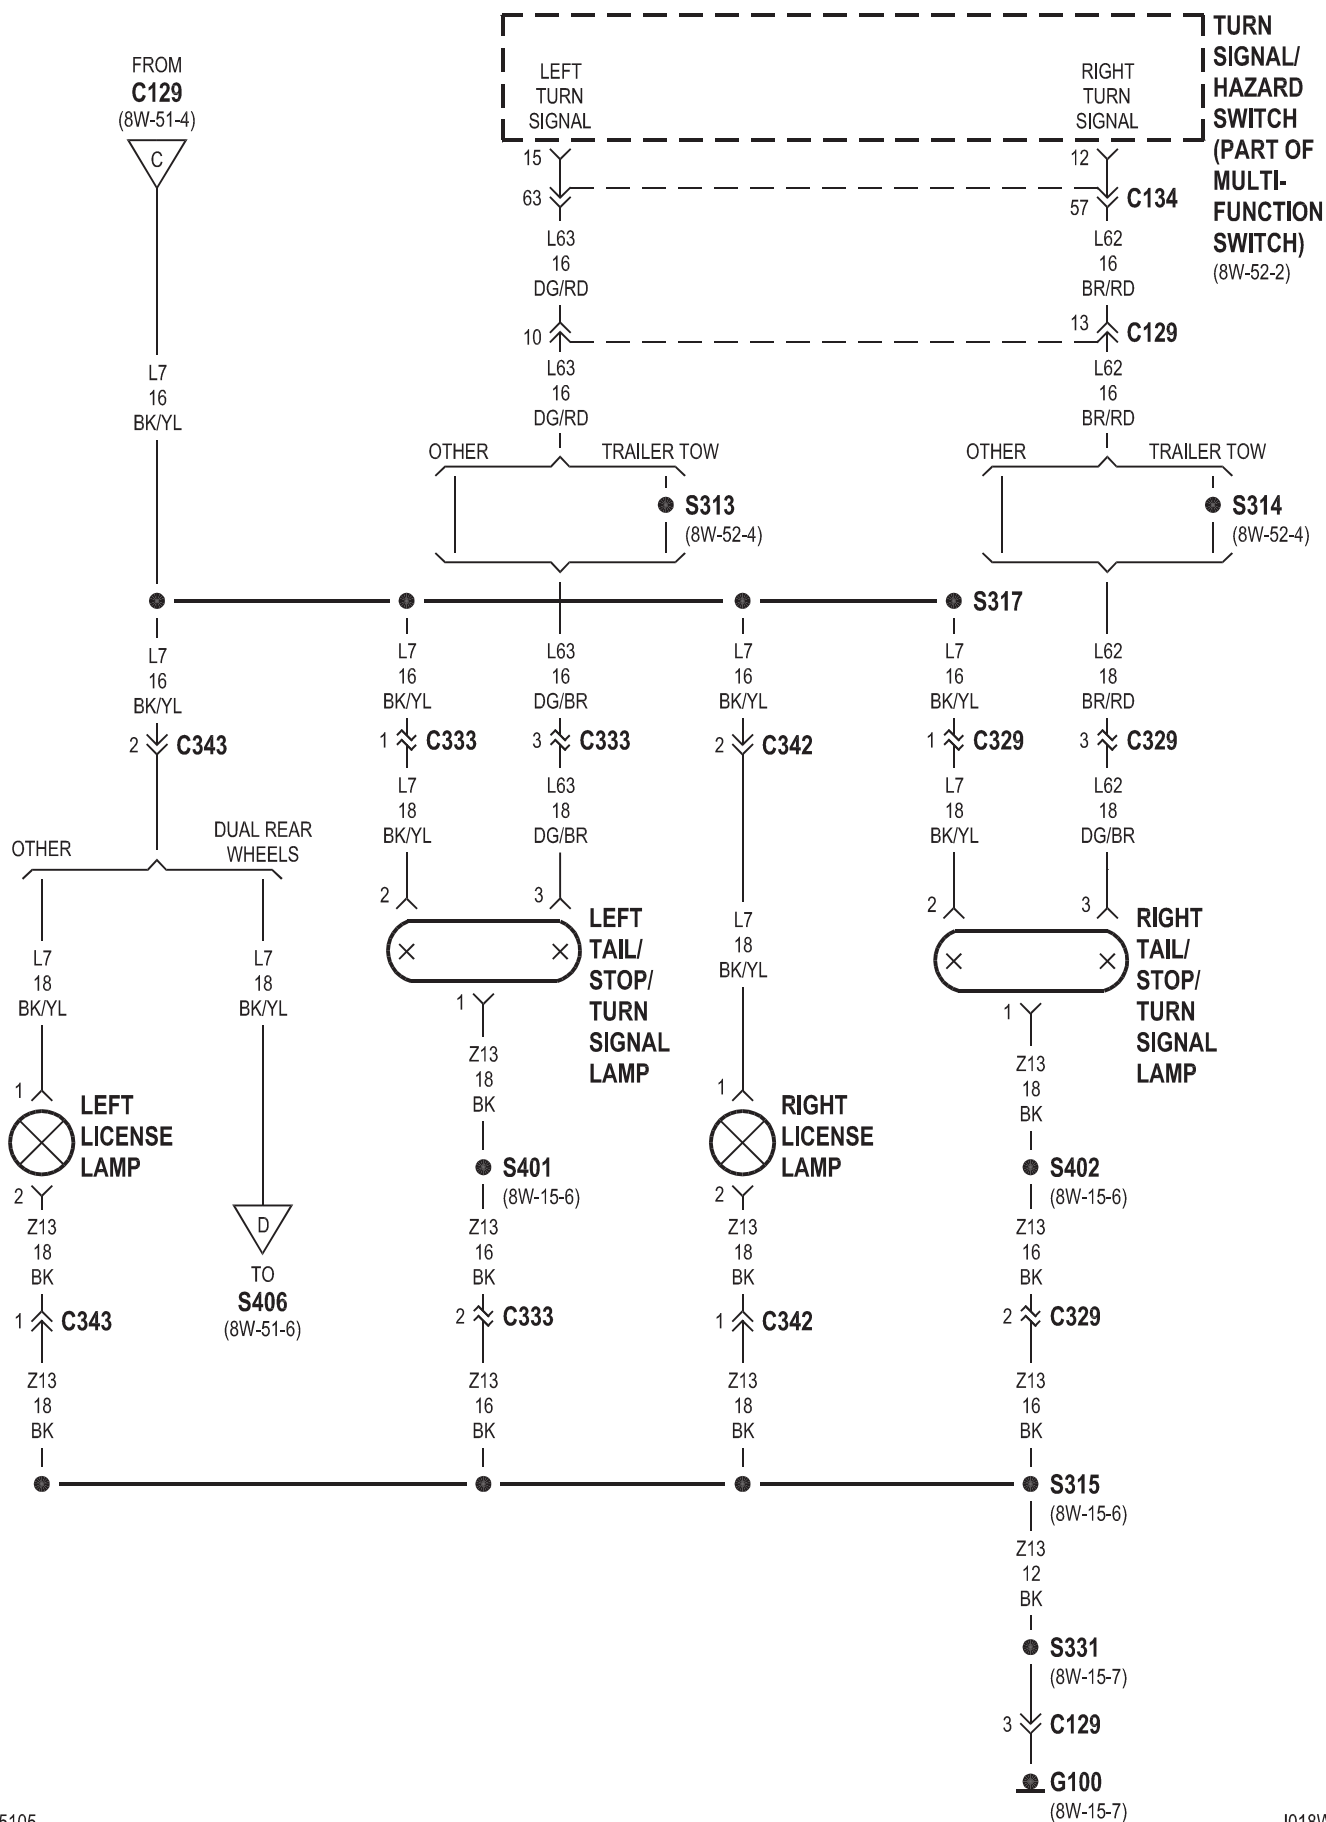 FROM
C129
(8W-51-4)
C
LEFT
TURN
SIGNAL
RIGHT
TURN
SIGNAL
TURN
SIGNAL/
HAZARD
SWITCH
(PART OF
MULTI-
FUNCTION
SWITCH)
(8W-52-2)
15
12
63
57
C134
L63
16
DG/RD
L62
16
BR/RD
10
13
C129
L7
16
BK/YL
L63
16
DG/RD
L62
16
BR/RD
OTHER
TRAILER TOW
OTHER
TRAILER TOW
S313
(8W-52-4)
S314
(8W-52-4)
S317
L7
16
BK/YL
L7
16
BK/YL
L63
16
DG/BR
L7
16
BK/YL
L7
16
BK/YL
L62
18
BR/RD
2
C343
1
C333
3
C333
2
C342
1
C329
3
C329
L7
18
BK/YL
L63
18
DG/BR
L7
18
BK/YL
L62
18
DG/BR
OTHER
DUAL REAR
WHEELS
2
3
2
3
LEFT
TAIL/
STOP/
TURN
SIGNAL
LAMP
RIGHT
TAIL/
STOP/
TURN
SIGNAL
LAMP
L7
18
BK/YL
L7
18
BK/YL
L7
18
BK/YL
1
1
Z13
18
BK
Z13
18
BK
1
LEFT
LICENSE
LAMP
1
RIGHT
LICENSE
LAMP
S401
(8W-15-6)
S402
(8W-15-6)
2
2
Z13
18
BK
D
TO
S406
(8W-51-6)
Z13
16
BK
Z13
18
BK
Z13
16
BK
1
C343
2
C333
1
C342
2
C329
Z13
18
BK
Z13
16
BK
Z13
18
BK
Z13
16
BK
S315
(8W-15-6)
Z13
12
BK
S331
(8W-15-7)
3
C129
G100
(8W-15-7)